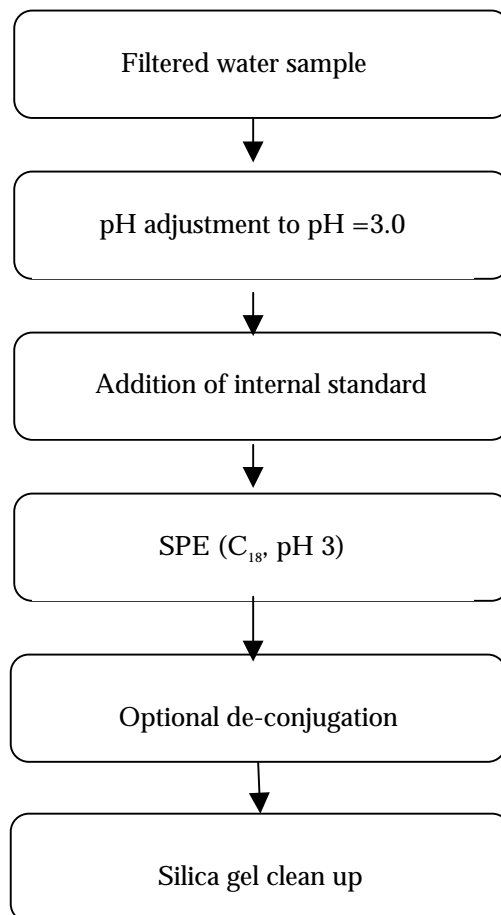 Filtered water sample
pH adjustment to pH =3.0
Addition of internal standard
SPE (C₁₈, pH 3)
Optional de-conjugation
Silica gel clean up